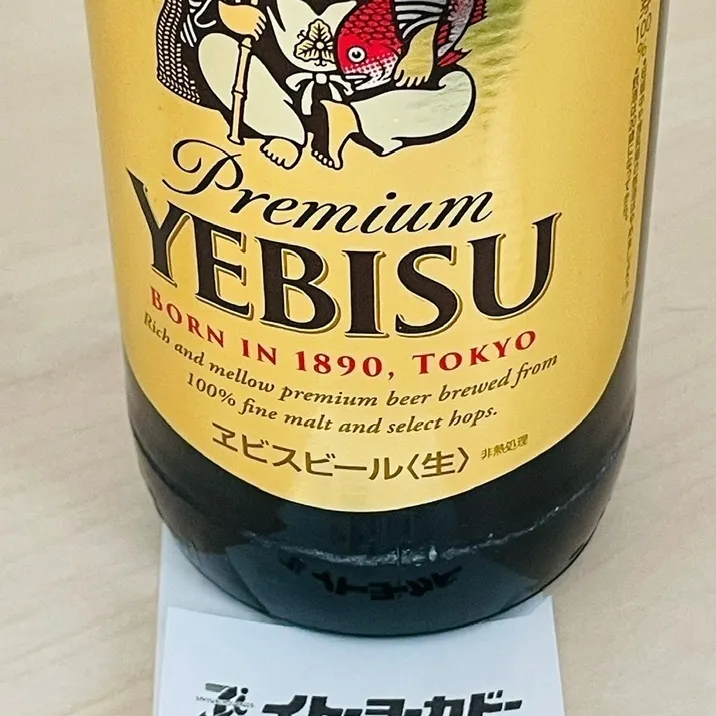 Premium
YEBISU
BORN IN 1890, TOKYO
Rich and mellow premium beer brewed from
100% fine malt and select hops.
ヱビスビール〈生〉 非熱処理
イトーヨーカドー